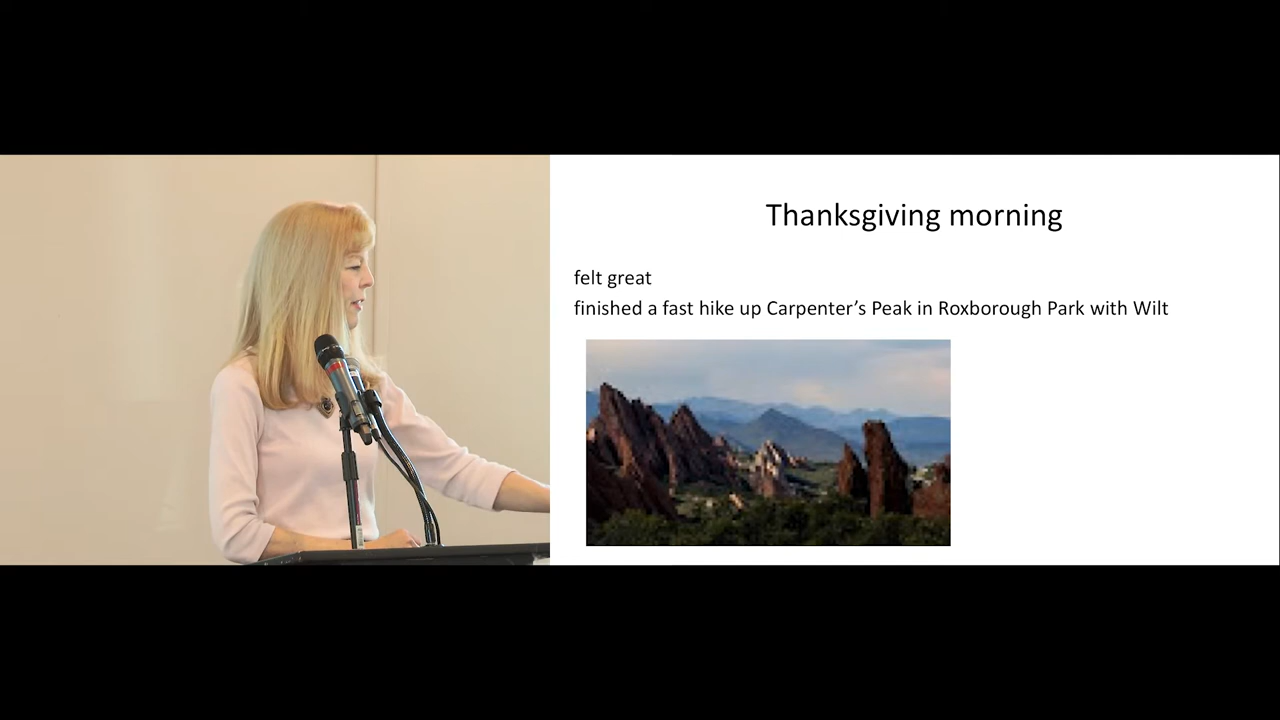 Thanksgiving morning
felt great
finished a fast hike up Carpenter’s Peak in Roxborough Park with Wilt